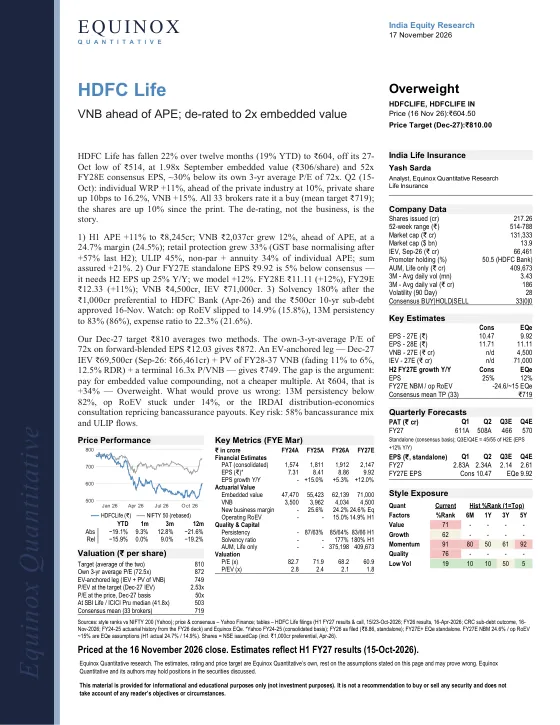 EQUINOX
QUANTITATIVE
India Equity Research
17 November 2026
HDFC Life
VNB ahead of APE; de-rated to 2x embedded value
Overweight
HDFCLIFE, HDFCLIFE IN
Price (16 Nov 26):₹604.50
Price Target (Dec-27):₹810.00
HDFC Life has fallen 22% over twelve months (19% YTD) to ₹604, off its 27-
Oct low of ₹514, at 1.98x September embedded value (₹306/share) and 52x
FY28E consensus EPS, ~30% below its own 3-year average P/E of 72x. Q2 (15-
Oct): individual WRP +11%, ahead of the private industry at 10%, private share
up 10bps to 16.2%, VNB +15%. All 33 brokers rate it a buy (mean target ₹719);
the shares are up 10% since the print. The de-rating, not the business, is the
story.
1) H1 APE +11% to ₹8,245cr; VNB ₹2,037cr grew 12%, ahead of APE, at a
24.7% margin (24.5%); retail protection grew 33% (GST base normalising after
+57% last H2); ULIP 45%, non-par + annuity 34% of individual APE; sum
assured +21%. 2) Our FY27E standalone EPS ₹9.92 is 5% below consensus —
it needs H2 EPS up 25% Y/Y; we model +12%. FY28E ₹11.11 (+12%), FY29E
₹12.33 (+11%); VNB ₹4,500cr, IEV ₹71,000cr (FY27E). 3) Solvency 180% after the
₹1,000cr preferential to HDFC Bank (Apr-26) and the ₹500cr 10-yr sub-debt
approved 16-Nov. Watch: op RoEV slipped to 14.9% (15.8%), 13M persistency
to 83% (86%), expense ratio to 22.3% (21.6%).
Our Dec-27 target ₹810 averages two methods. The own-3-year-average P/E of
72x on forward-blended EPS ₹12.03 gives ₹872. An EV-anchored leg — Dec-27
IEV ₹69,500cr (Sep-26: ₹66,461cr) + PV of FY28-37 VNB (fading 11% to 6%,
12.5% RDR) + a terminal 16.3x P/VNB — gives ₹749. The gap is the argument:
pay for embedded value compounding, not a cheaper multiple. At ₹604, that is
+34% — Overweight. What proves us wrong: 13M persistency below
82%, op RoEV stuck under 14%, or the IRDAI distribution-economics
consultation repricing bancassurance payouts. Key risk: 58% bancassurance mix
and ULIP flows.
India Life Insurance
Yash Sarda
Analyst, Equinox Quantitative Research
Life Insurance
Company Data
Shares issued (cr) 217.26
52-week range (₹) 514-788
Market cap (₹ cr) 131,333
Market cap ($ bn) 13.9
IEV, Sep-26 (₹ cr) 66,461
Promoter holding (%) 50.5 (HDFC Bank)
AUM, Life only (₹ cr) 409,673
3M - Avg daily vol (mn) 3.43
3M - Avg daily val (₹ cr) 186
Volatility (90 Day) 28
Consensus BUY|HOLD|SELL 33|0|0
Key Estimates
Cons EQe
EPS - 27E (₹) 10.47 9.92
EPS - 28E (₹) 11.71 11.11
VNB - 27E (₹ cr) n/d 4,500
IEV - 27E (₹ cr) n/d 71,000
H2 FY27 growth Y/Y Cons EQe
EPS 25% 12%
FY27E NBM / op RoEV -24.6/~15 EQe
Consensus mean TP (33) ₹719
Quarterly Forecasts
PAT (₹ cr) Q1 Q2 Q3E Q4E
FY27 611A 508A 466 570
Standalone (consensus basis); Q3E/Q4E = 45/55 of H2E (EPS
+12% Y/Y)
EPS (₹, standalone) Q1 Q2 Q3E Q4E
FY27 2.83A 2.34A 2.14 2.61
FY27E EPS Cons 10.47 EQe 9.92
Style Exposure
Quant Current Hist %Rank (1=Top)
Factors %Rank 6M 1Y 3Y 5Y
Value 71 - - - -
Growth 62 - - - -
Momentum 91 80 50 61 92
Quality 76 - - - -
Low Vol 19 10 10 50 5
Price Performance
800
700
600
500
Jan 26 Apr 26 Jul 26 Oct 26
HDFCLife (₹) NIFTY 50 (rebased)
YTD 1m 3m 12m
Abs −19.1% 9.3% 12.8% −21.6%
Rel −15.9% 0.0% 9.0% −19.2%
Valuation (₹ per share)
Target (average of the two) 810
Own 3-year average P/E (72.5x) 872
EV-anchored leg (IEV + PV of VNB) 749
P/EV at the target (Dec-27 IEV) 2.53x
P/E at the price, Dec-27 basis 50x
At SBI Life / ICICI Pru median (41.8x) 503
Consensus mean (33 brokers) 719
Key Metrics (FYE Mar)
₹ in crore FY24A FY25A FY26A FY27E
Financial Estimates
PAT (consolidated) 1,574 1,811 1,912 2,147
EPS (₹)* 7.31 8.41 8.86 9.92
EPS growth Y/Y - +15.0% +5.3% +12.0%
Actuarial Value
Embedded value 47,470 55,423 62,139 71,000
VNB 3,500 3,962 4,034 4,500
New business margin - 25.6% 24.2% 24.6% Eq
Operating RoEV - - 15.0% 14.9% H1
Quality & Capital
Persistency - 87/63% 85/64% 83/66 H1
Solvency ratio - - 177% 180% H1
AUM, Life only - - 375,198 409,673
Valuation
P/E (x) 82.7 71.9 68.2 60.9
P/EV (x) 2.8 2.4 2.1 1.8
Priced at the 16 November 2026 close. Estimates reflect H1 FY27 results (15-Oct-2026).
Equinox Quantitative research. The estimates, rating and price target are Equinox Quantitative's own, rest on the assumptions stated on this page and may prove wrong. Equinox
Quantitative and its authors may hold positions in the securities discussed.
This material is provided for informational and educational purposes only (not investment purposes). It is not a recommendation to buy or sell any security and does not
take account of any reader's objectives or circumstances.
Equinox Quantitative